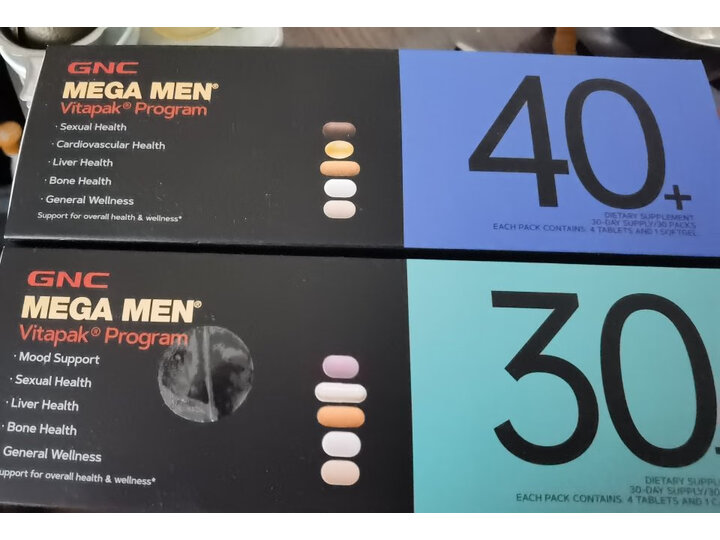 GNC
MEGA MEN®
Vitapak® Program
· Sexual Health
· Cardiovascular Health
· Liver Health
· Bone Health
· General Wellness
Support for overall health & wellness*
40+
DIETARY SUPPLEMENT
30-DAY SUPPLY/30 PACKS
EACH PACK CONTAINS: 4 TABLETS AND 1 SOFTGEL
GNC
MEGA MEN®
Vitapak® Program
· Mood Support
· Sexual Health
· Liver Health
· Bone Health
General Wellness
upport for overall health & wellness*
30
DIETARY SUPPL
30-DAY SUPPLY/30
EACH PACK CONTAINS: 4 TABLETS AND 1 C